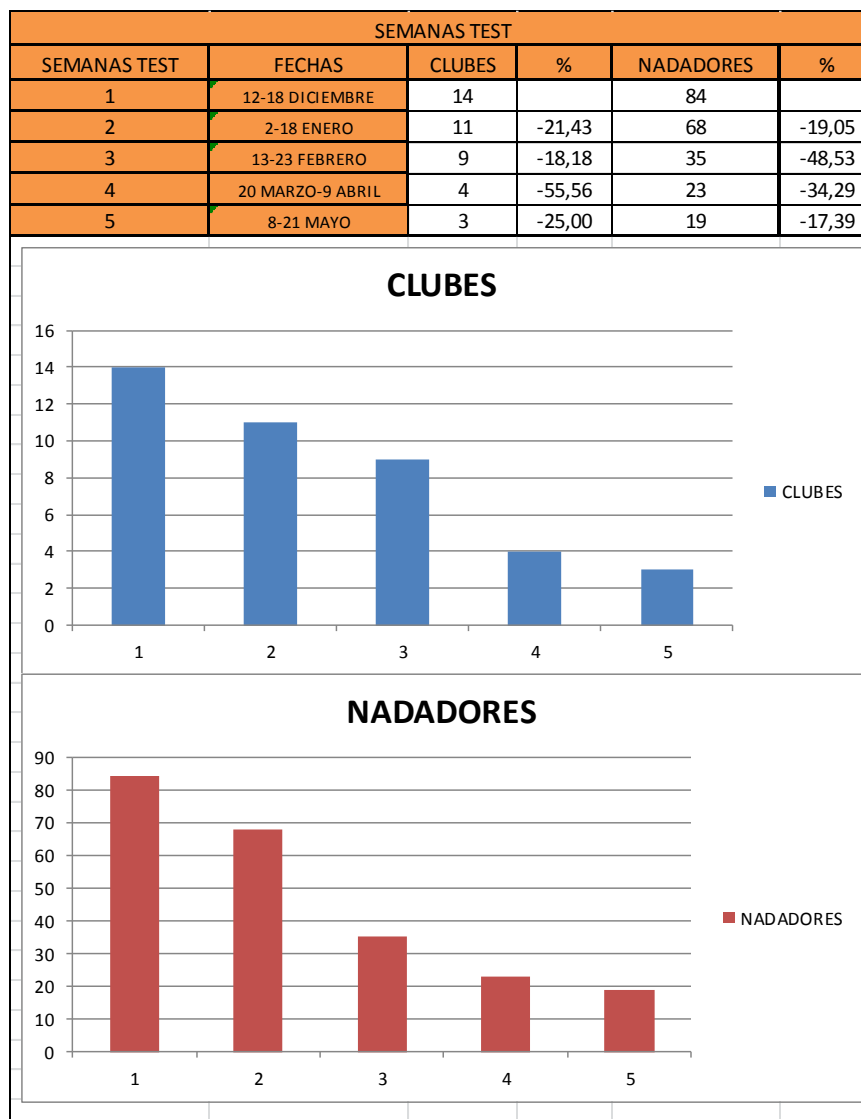 SEMANAS TEST
SEMANAS TEST FECHAS CLUBES % NADADORES %
1 12-18 DICIEMBRE 14 84
2 2-18 ENERO 11 -21,43 68 -19,05
3 13-23 FEBRERO 9 -18,18 35 -48,53
4 20 MARZO-9 ABRIL 4 -55,56 23 -34,29
5 8-21 MAYO 3 -25,00 19 -17,39
CLUBES
16
14
12
10
8
6
4
2
0
1 2 3 4 5
CLUBES
NADADORES
90
80
70
60
50
40
30
20
10
0
1 2 3 4 5
NADADORES